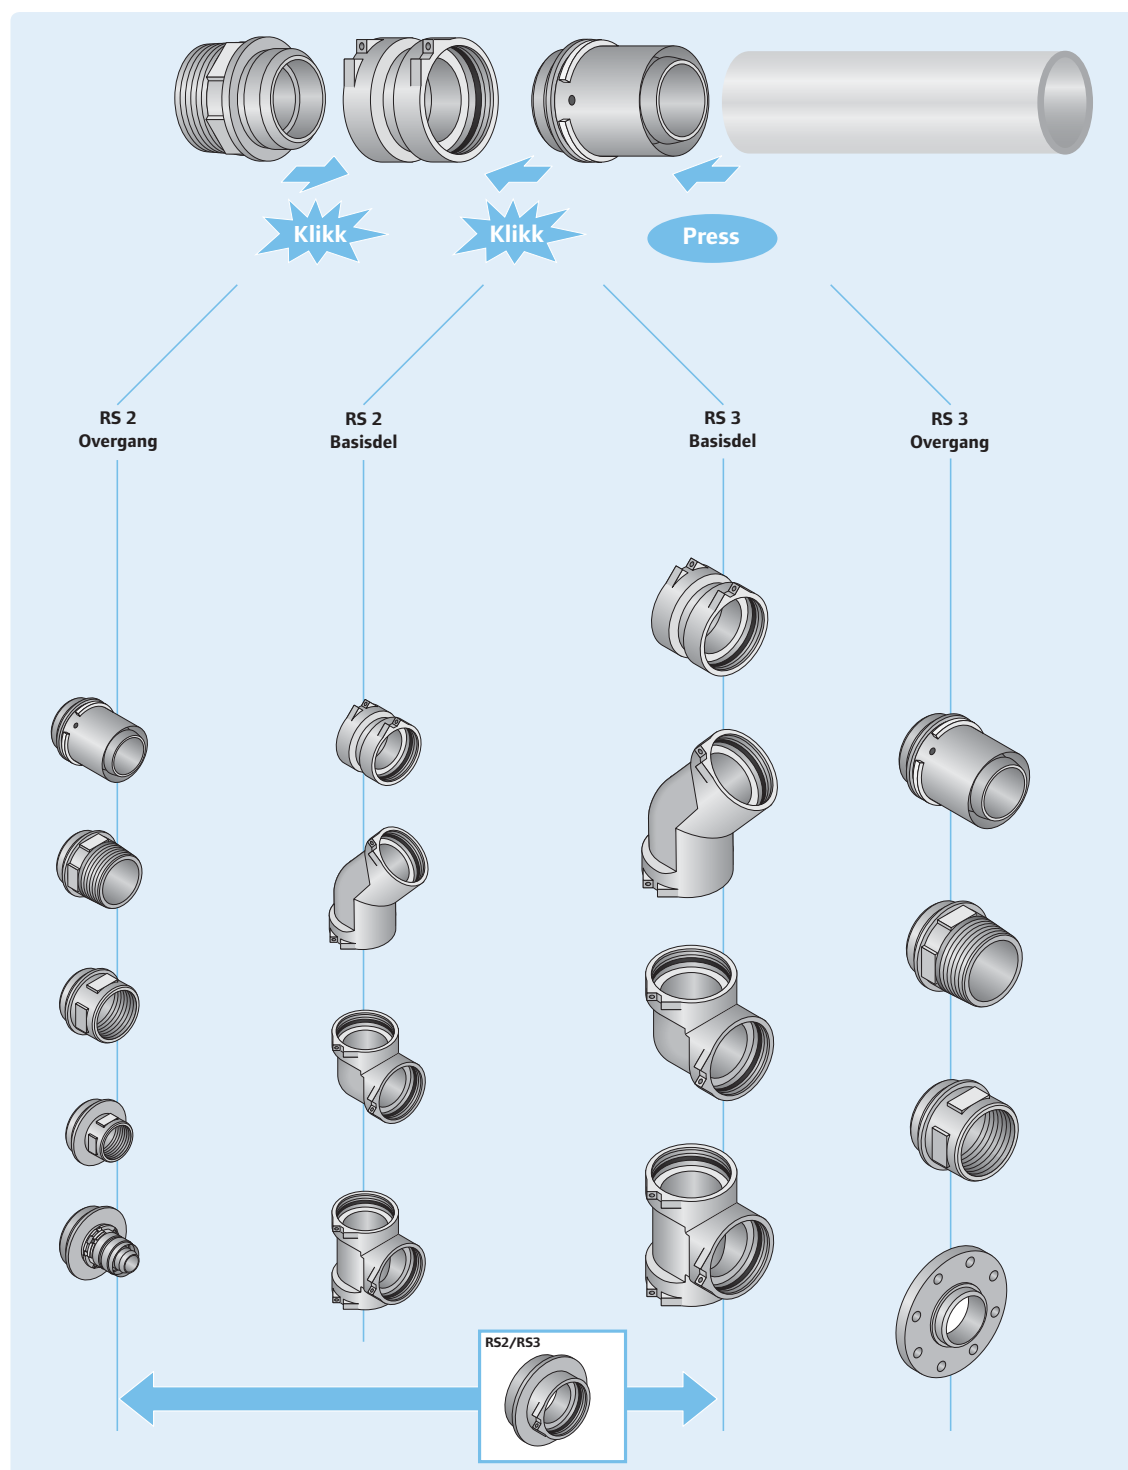 Klikk
Klikk
Press
RS 2
Overgang
RS 2
Basisdel
RS 3
Basisdel
RS 3
Overgang
RS2/RS3